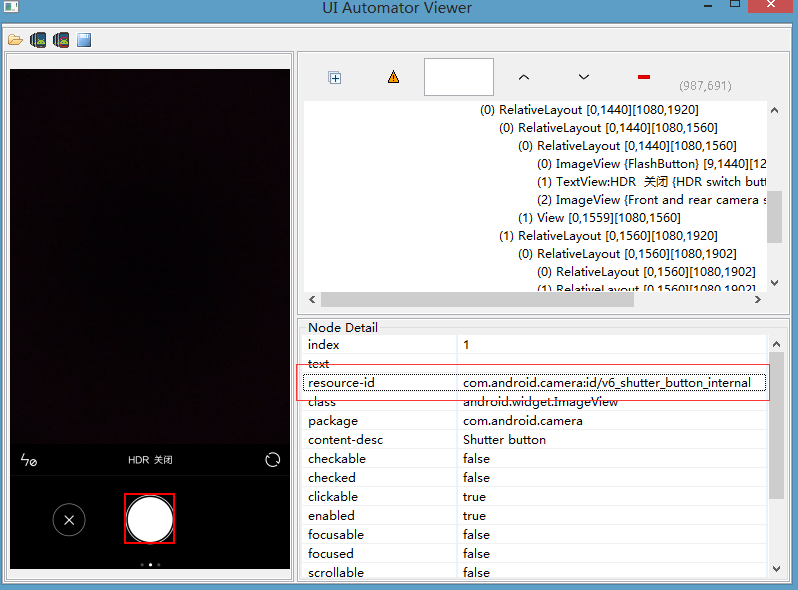 UI Automator Viewer
(987,691)
(0) RelativeLayout [0,1440][1080,1920]
(0) RelativeLayout [0,1440][1080,1560]
(0) RelativeLayout [0,1440][1080,1560]
(0) ImageView {FlashButton} [9,1440][12
(1) TextView:HDR 关闭 {HDR switch butt
(2) ImageView {Front and rear camera s
(1) View [0,1559][1080,1560]
(1) RelativeLayout [0,1560][1080,1920]
(0) RelativeLayout [0,1560][1080,1902]
(0) RelativeLayout [0,1560][1080,1902]
(1) RelativeLayout [0,1560][1080,1902]
HDR 关闭
Node Detail
index 1
text
resource-id com.android.camera:id/v6_shutter_button_internal
class android.widget.ImageView
package com.android.camera
content-desc Shutter button
checkable false
checked false
clickable true
enabled true
focusable false
focused false
scrollable false